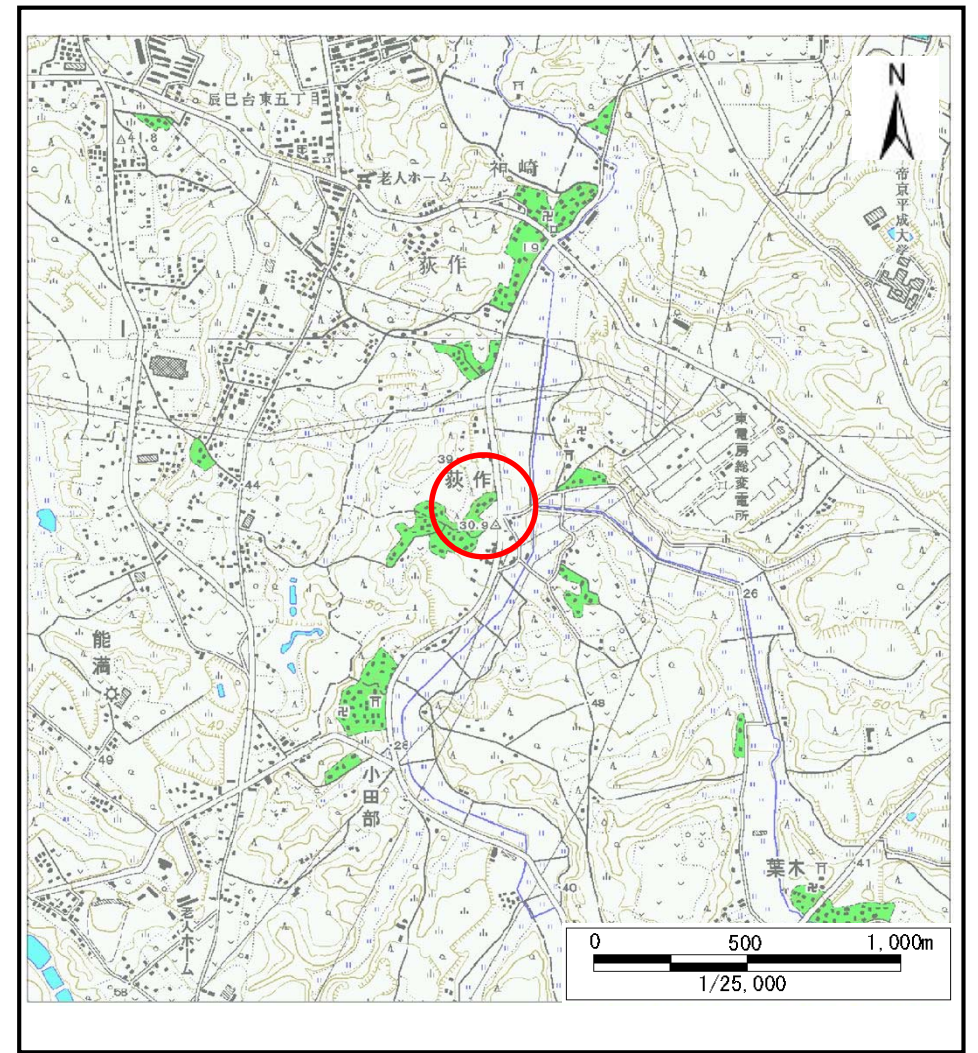 N
40
辰巳台東五丁目
41.8
神崎
老人ホーム
帝京平成大学
19
荻作
東電房総変電所
39
荻作
44
30.9
26
50
能満
48
40
50
49
28
小田部
葉木
41
40
老人ホーム
68
0 500 1,000m
1/25,000